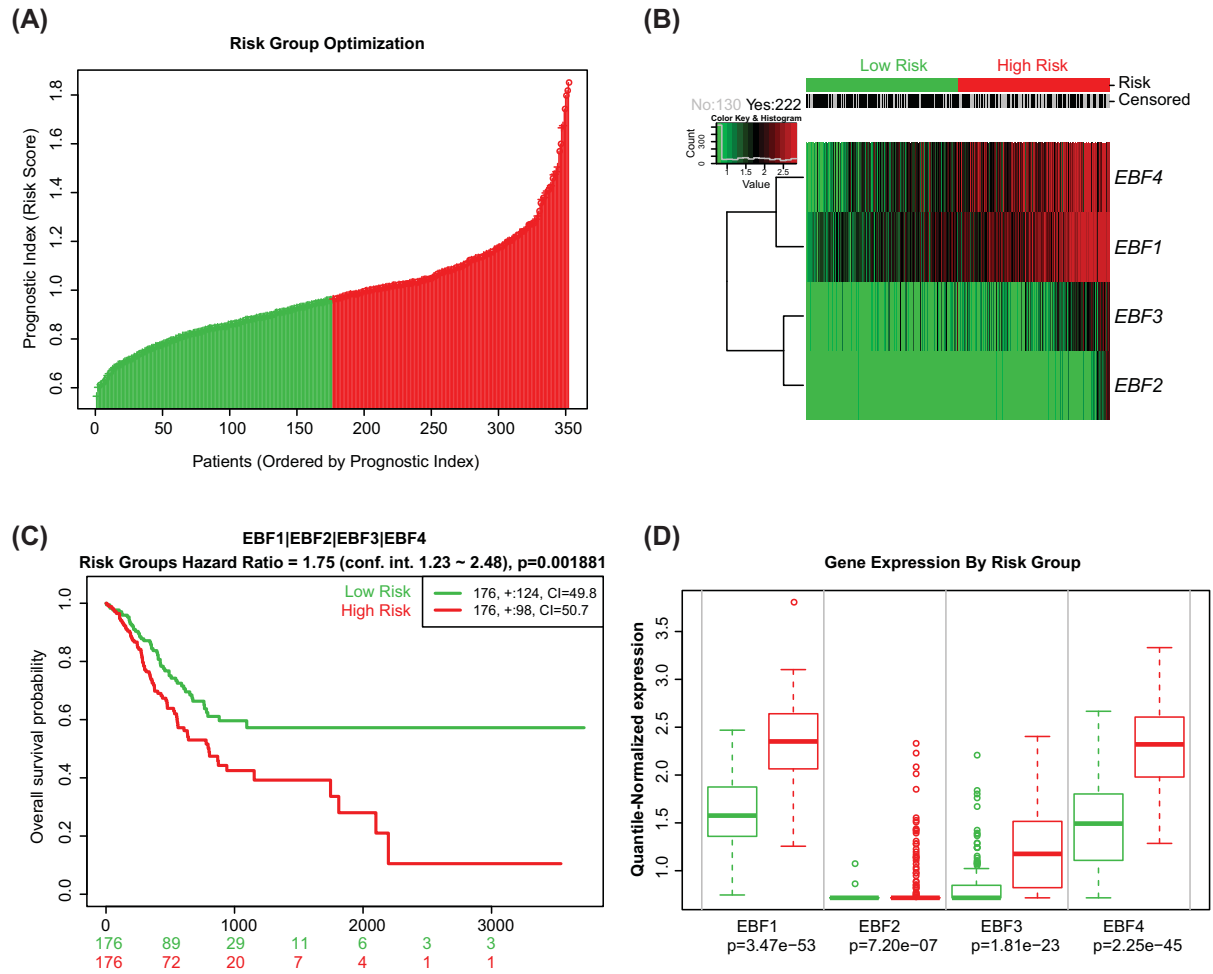 (A)
Risk Group Optimization
Prognostic Index (Risk Score)
1.8
1.6
1.4
1.2
1.0
0.8
0.6
0 50 100 150 200 250 300 350
Patients (Ordered by Prognostic Index)
(B)
Low Risk High Risk
Risk
Censored
No:130 Yes:222
Color Key & Histogram
Count
0 300
1 1.5 2 2.5
Value
EBF4
EBF1
EBF3
EBF2
(C)
EBF1|EBF2|EBF3|EBF4
Risk Groups Hazard Ratio = 1.75 (conf. int. 1.23 ~ 2.48), p=0.001881
Low Risk
High Risk
176, +:124, CI=49.8
176, +:98, CI=50.7
Overall survival probability
1.0
0.8
0.6
0.4
0.2
0.0
0 1000 2000 3000
176 89 29 11 6 3 3
176 72 20 7 4 1 1
(D)
Gene Expression By Risk Group
Quantile-Normalized expression
3.5
3.0
2.5
2.0
1.5
1.0
EBF1 EBF2 EBF3 EBF4
p=3.47e−53 p=7.20e−07 p=1.81e−23 p=2.25e−45